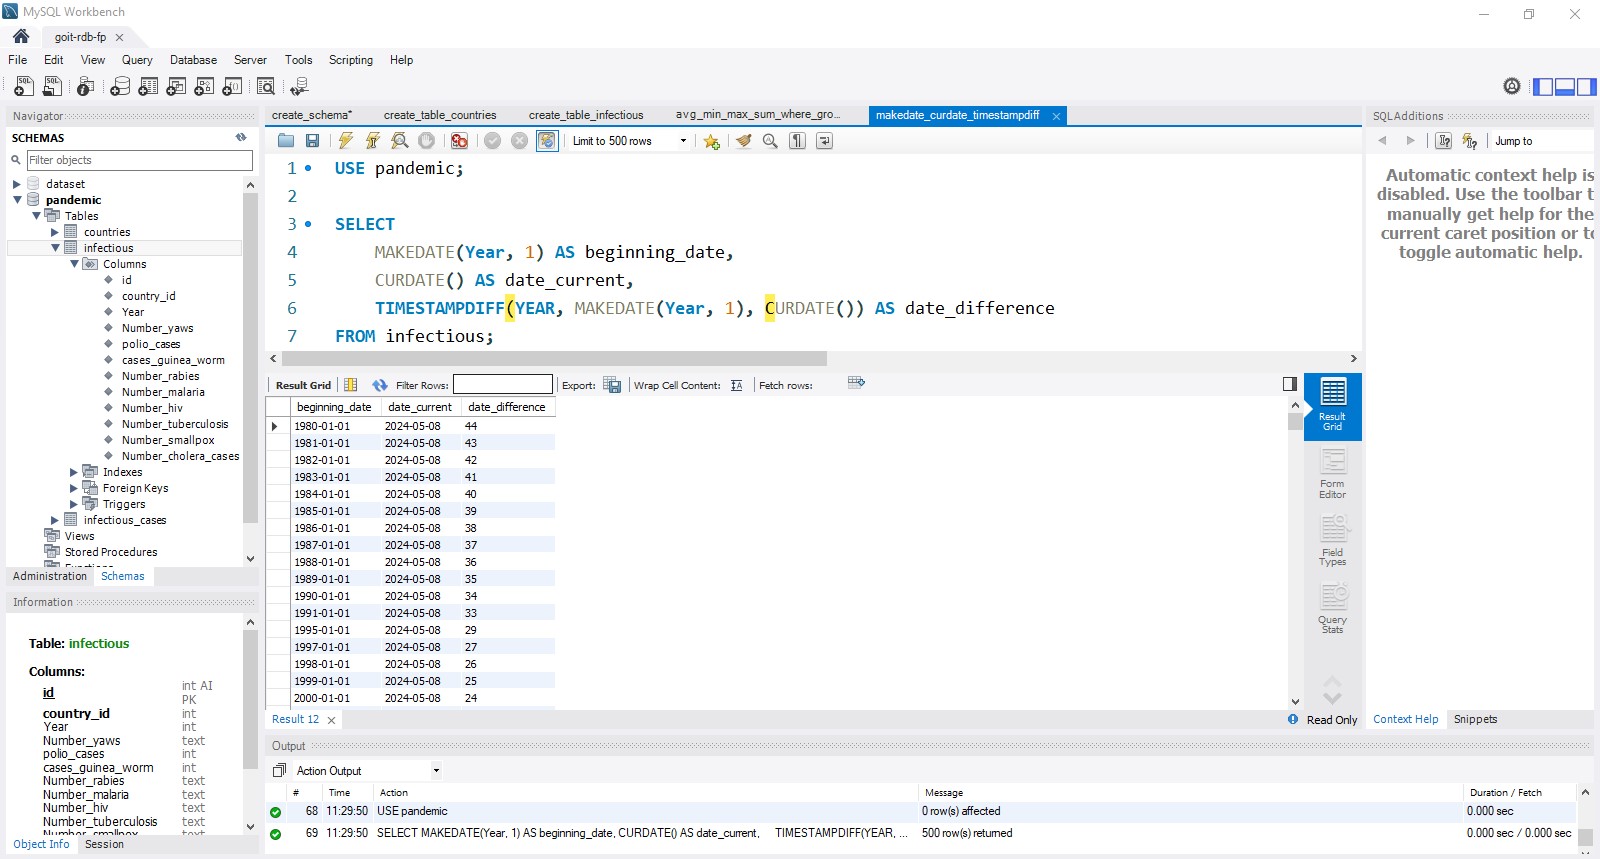 MySQL Workbench
goit-rdb-fp
File Edit View Query Database Server Tools Scripting Help
Navigator
SCHEMAS
Filter objects
dataset
pandemic
Tables
countries
infectious
Columns
id
country_id
Year
Number_yaws
polio_cases
cases_guinea_worm
Number_rabies
Number_malaria
Number_hiv
Number_tuberculosis
Number_smallpox
Number_cholera_cases
Indexes
Foreign Keys
Triggers
infectious_cases
Views
Stored Procedures
Administration Schemas
Information
Table: infectious
Columns:
id int AI PK
country_id int
Year int
Number_yaws text
polio_cases int
cases_guinea_worm int
Number_rabies text
Number_malaria text
Number_hiv text
Number_tuberculosis text
Number_smallpox text
Object Info Session
create_schema* create_table_countries create_table_infectious avg_min_max_sum_where_gro... makedate_curdate_timestampdiff
Limit to 500 rows
1 USE pandemic;
2
3 SELECT
4 MAKEDATE(Year, 1) AS beginning_date,
5 CURDATE() AS date_current,
6 TIMESTAMPDIFF(YEAR, MAKEDATE(Year, 1), CURDATE()) AS date_difference
7 FROM infectious;
Result Grid Filter Rows: Export: Wrap Cell Content: Fetch rows:
beginning_date date_current date_difference
1980-01-01 2024-05-08 44
1981-01-01 2024-05-08 43
1982-01-01 2024-05-08 42
1983-01-01 2024-05-08 41
1984-01-01 2024-05-08 40
1985-01-01 2024-05-08 39
1986-01-01 2024-05-08 38
1987-01-01 2024-05-08 37
1988-01-01 2024-05-08 36
1989-01-01 2024-05-08 35
1990-01-01 2024-05-08 34
1991-01-01 2024-05-08 33
1995-01-01 2024-05-08 29
1997-01-01 2024-05-08 27
1998-01-01 2024-05-08 26
1999-01-01 2024-05-08 25
2000-01-01 2024-05-08 24
Result Grid
Form Editor
Field Types
Query Stats
Result 12
Read Only
SQLAdditions
Jump to
Automatic context help is
disabled. Use the toolbar t
manually get help for the
current caret position or to
toggle automatic help.
Context Help Snippets
Output
Action Output
# Time Action Message Duration / Fetch
68 11:29:50 USE pandemic 0 row(s) affected 0.000 sec
69 11:29:50 SELECT MAKEDATE(Year, 1) AS beginning_date, CURDATE() AS date_current, TIMESTAMPDIFF(YEAR, ... 500 row(s) returned 0.000 sec / 0.000 sec